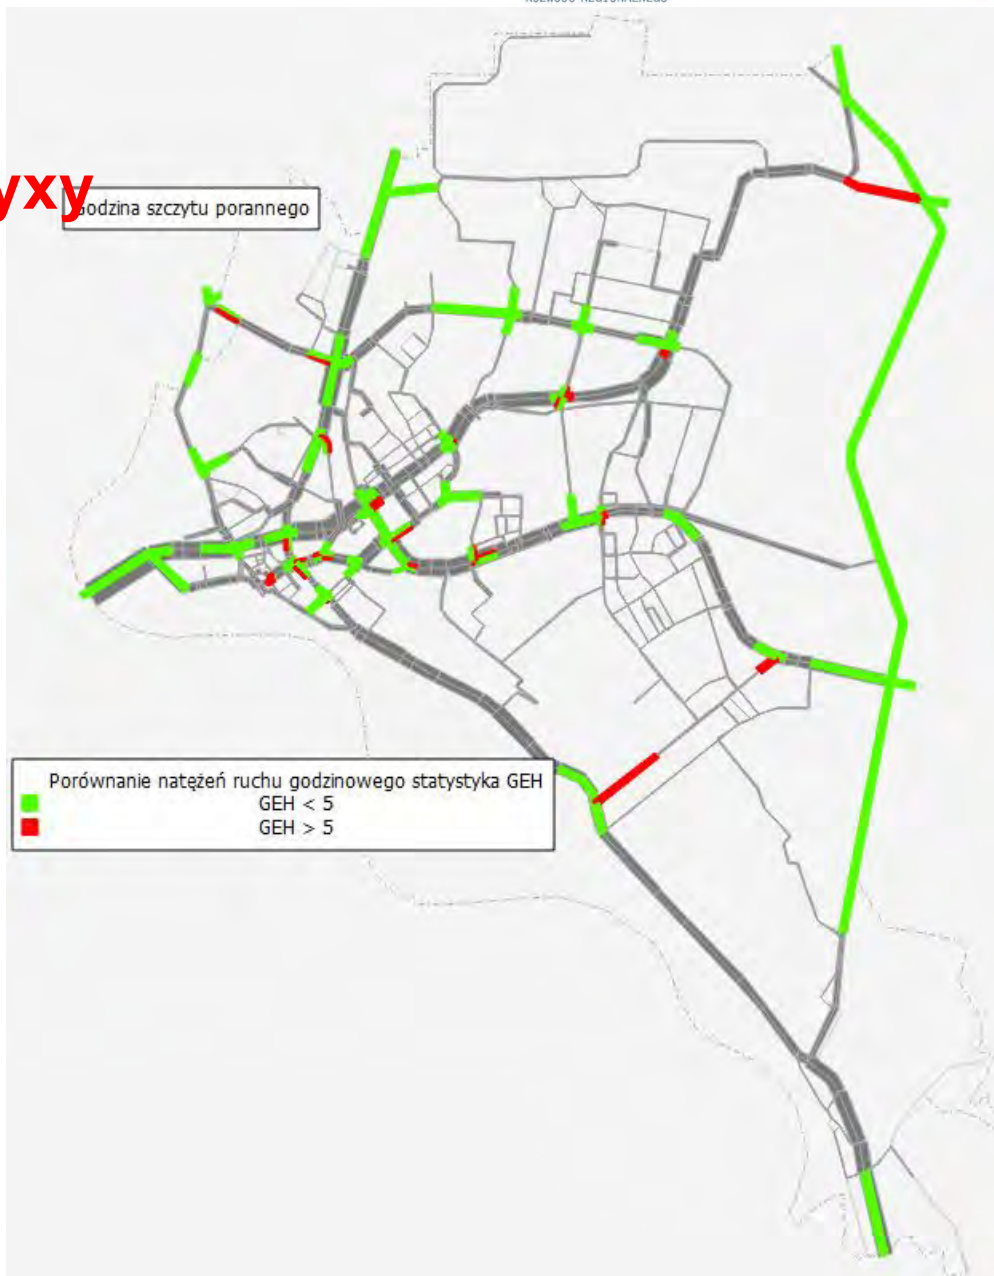 yxy
Godzina szczytu porannego
Porównanie natężeń ruchu godzinowego statystyka GEH
GEH < 5
GEH > 5